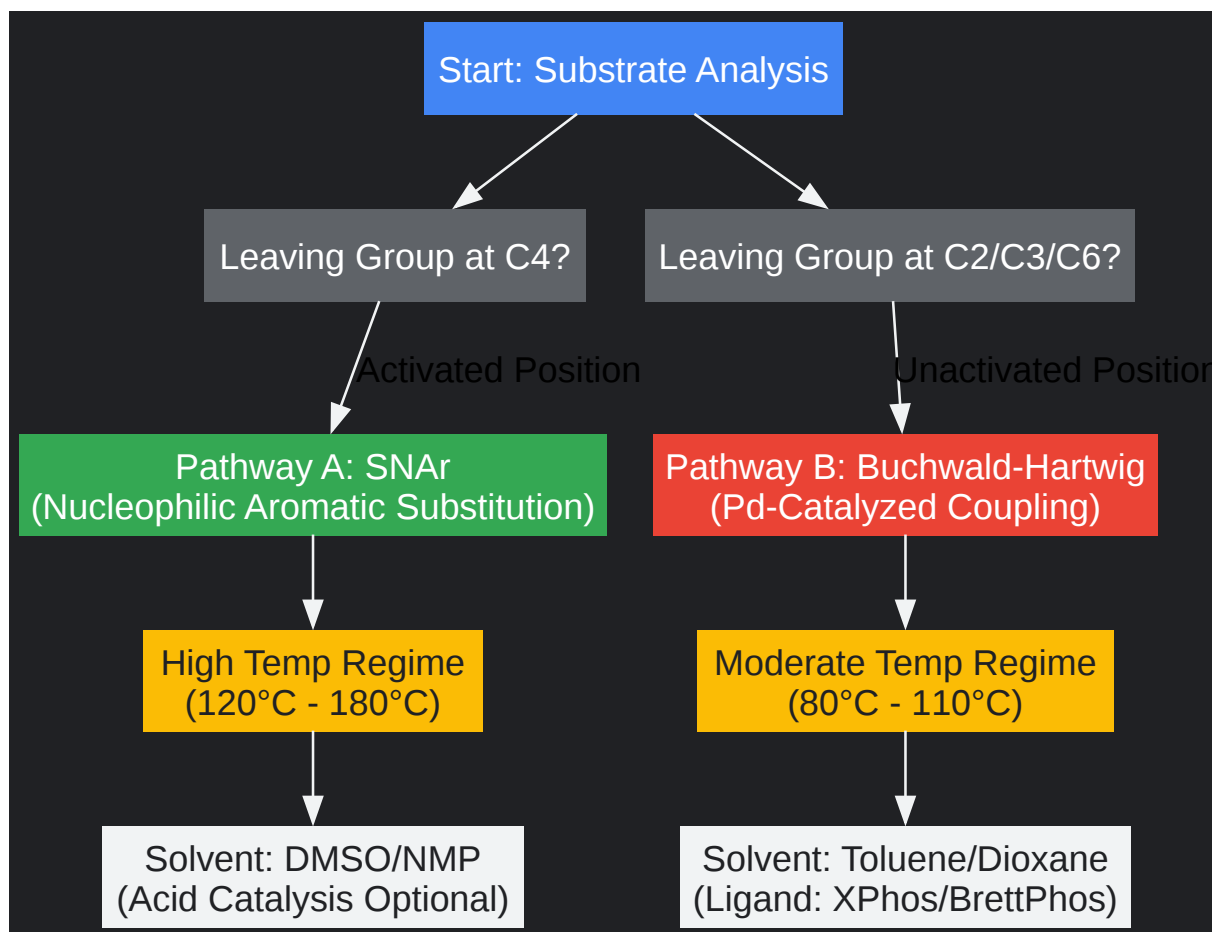 Start: Substrate Analysis
Leaving Group at C4?
Leaving Group at C2/C3/C6?
Activated Position
Unactivated Position
Pathway A: SNAr
(Nucleophilic Aromatic Substitution)
Pathway B: Buchwald-Hartwig
(Pd-Catalyzed Coupling)
High Temp Regime
(120°C - 180°C)
Moderate Temp Regime
(80°C - 110°C)
Solvent: DMSO/NMP
(Acid Catalysis Optional)
Solvent: Toluene/Dioxane
(Ligand: XPhos/BrettPhos)